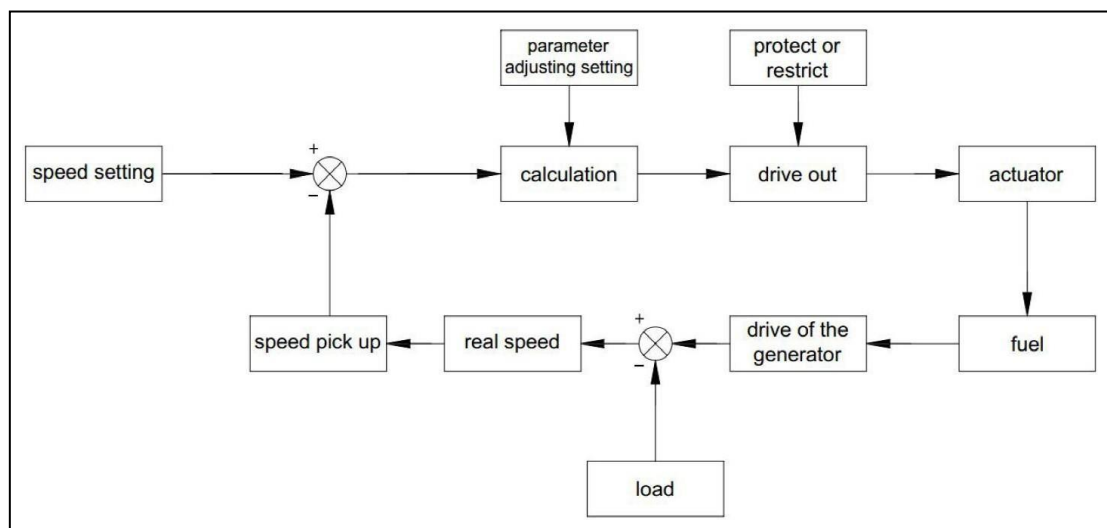 parameter
adjusting setting
protect or
restrict
+
speed setting
calculation
drive out
actuator
−
+
speed pick up
real speed
drive of the
generator
fuel
−
load